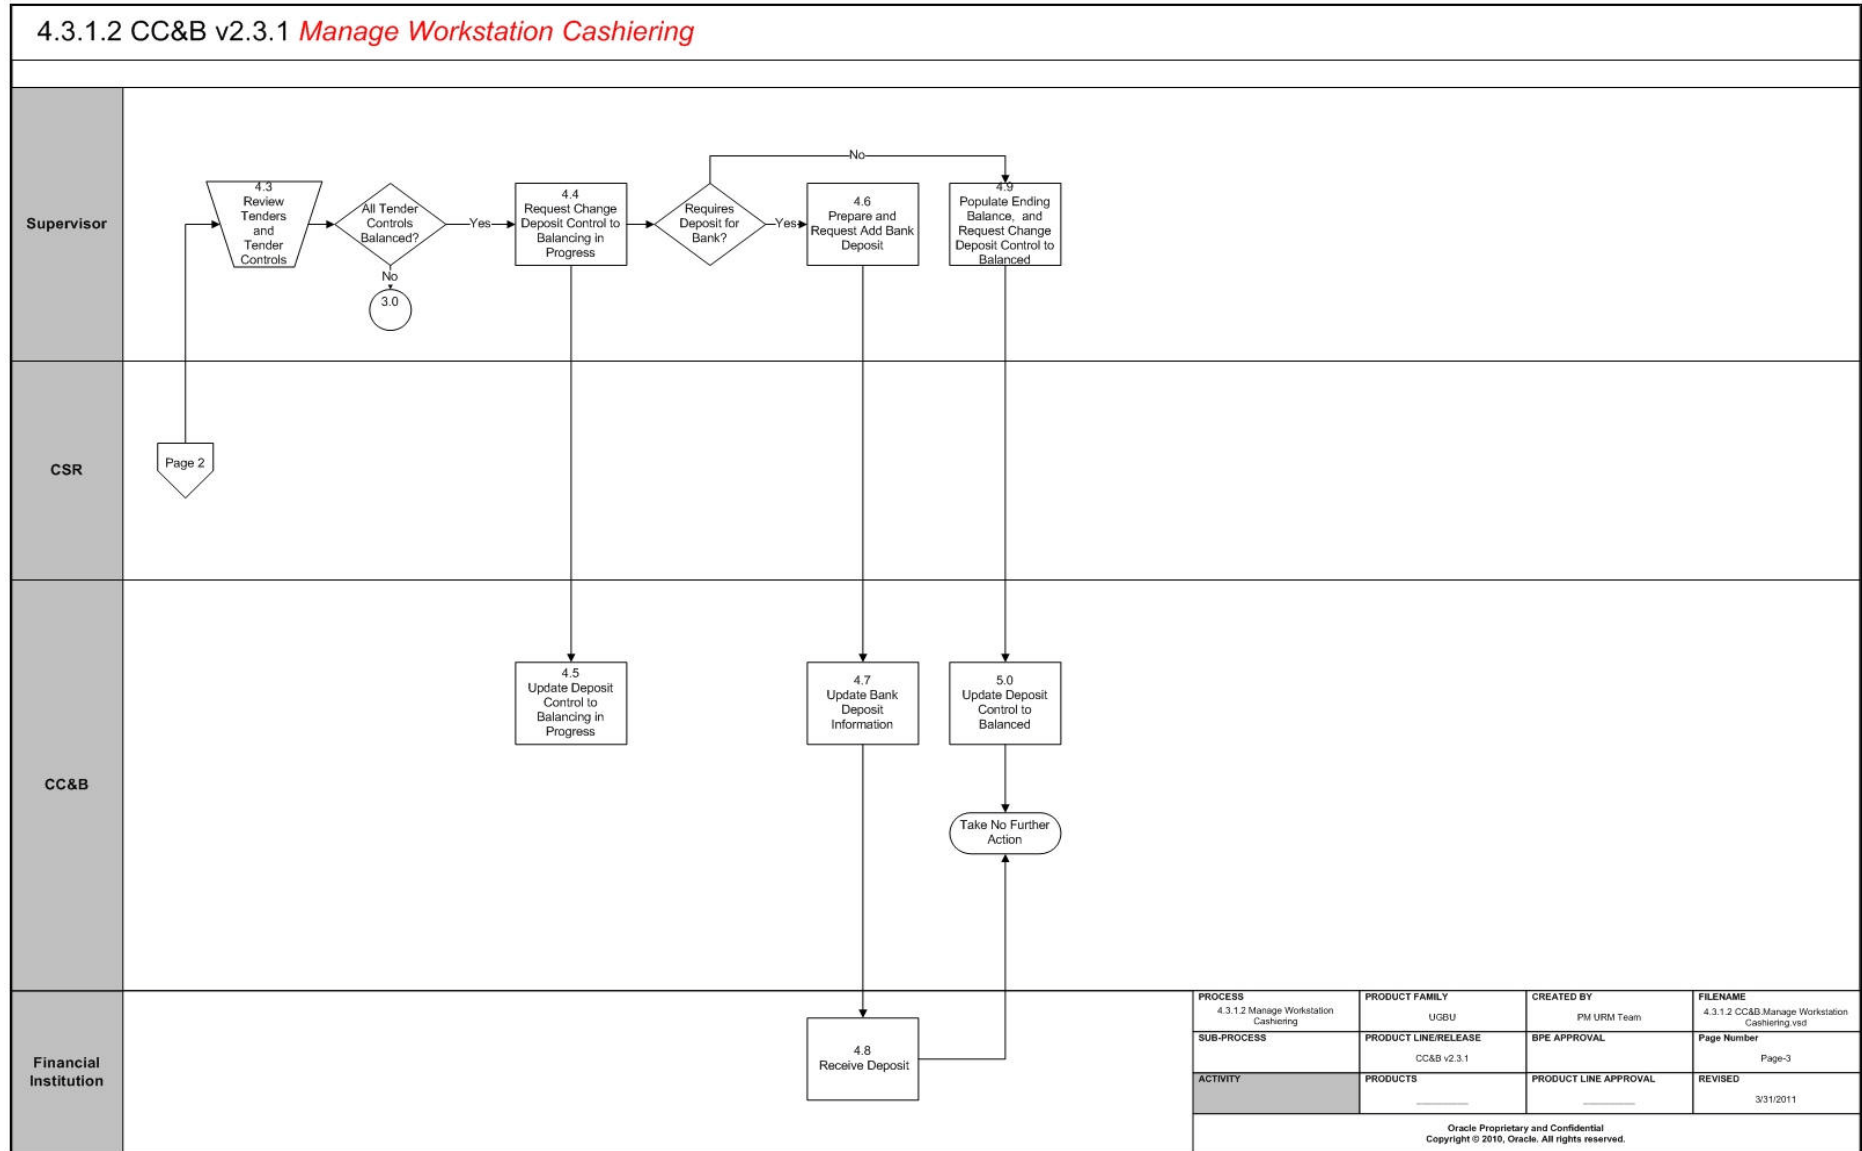 4.3.1.2 CC&B v2.3.1 Manage Workstation Cashiering
Supervisor
4.3
Review
Tenders
and
Tender
Controls
All Tender
Controls
Balanced?
No
3.0
Yes
4.4
Request Change
Deposit Control to
Balancing in
Progress
Requires
Deposit for
Bank?
No
Yes
4.6
Prepare and
Request Add Bank
Deposit
4.9
Populate Ending
Balance, and
Request Change
Deposit Control to
Balanced
CSR
Page 2
CC&B
4.5
Update Deposit
Control to
Balancing in
Progress
4.7
Update Bank
Deposit
Information
5.0
Update Deposit
Control to
Balanced
Take No Further
Action
Financial
Institution
4.8
Receive Deposit
PROCESS
4.3.1.2 Manage Workstation
Cashiering
PRODUCT FAMILY
UGBU
CREATED BY
PM URM Team
FILENAME
4.3.1.2 CC&B.Manage Workstation
Cashiering.vsd
SUB-PROCESS
PRODUCT LINE/RELEASE
CC&B v2.3.1
BPE APPROVAL
Page Number
Page-3
ACTIVITY
PRODUCTS
PRODUCT LINE APPROVAL
REVISED
3/31/2011
Oracle Proprietary and Confidential
Copyright © 2010, Oracle. All rights reserved.